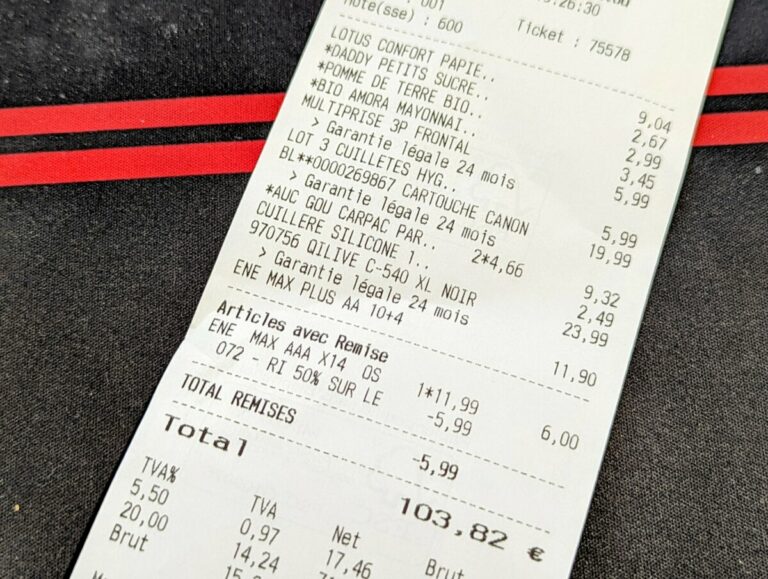 001 :26:30
Hôte(sse) : 600 Ticket : 75578
LOTUS CONFORT PAPIE.. 9,04
*DADDY PETITS SUCRE.. 2,67
*POMME DE TERRE BIO.. 2,99
*BIO AMORA MAYONNAI.. 3,45
MULTIPRISE 3P FRONTAL 5,99
> Garantie légale 24 mois
LOT 3 CUILLETES HYG.. 5,99
BL**0000269867 CARTOUCHE CANON 19,99
> Garantie légale 24 mois
*AUC GOU CARPAC PAR.. 2*4,66 9,32
CUILLERE SILICONE 1.. 2,49
970756 QILIVE C-540 XL NOIR 23,99
> Garantie légale 24 mois
ENE MAX PLUS AA 10+4 11,90
Articles avec Remise
ENE MAX AAA X14 OS 1*11,99 6,00
072 - RI 50% SUR LE -5,99
TOTAL REMISES -5,99
Total 103,82 €
TVA% TVA Net Brut
5,50 0,97 17,46
20,00 14,24
Brut